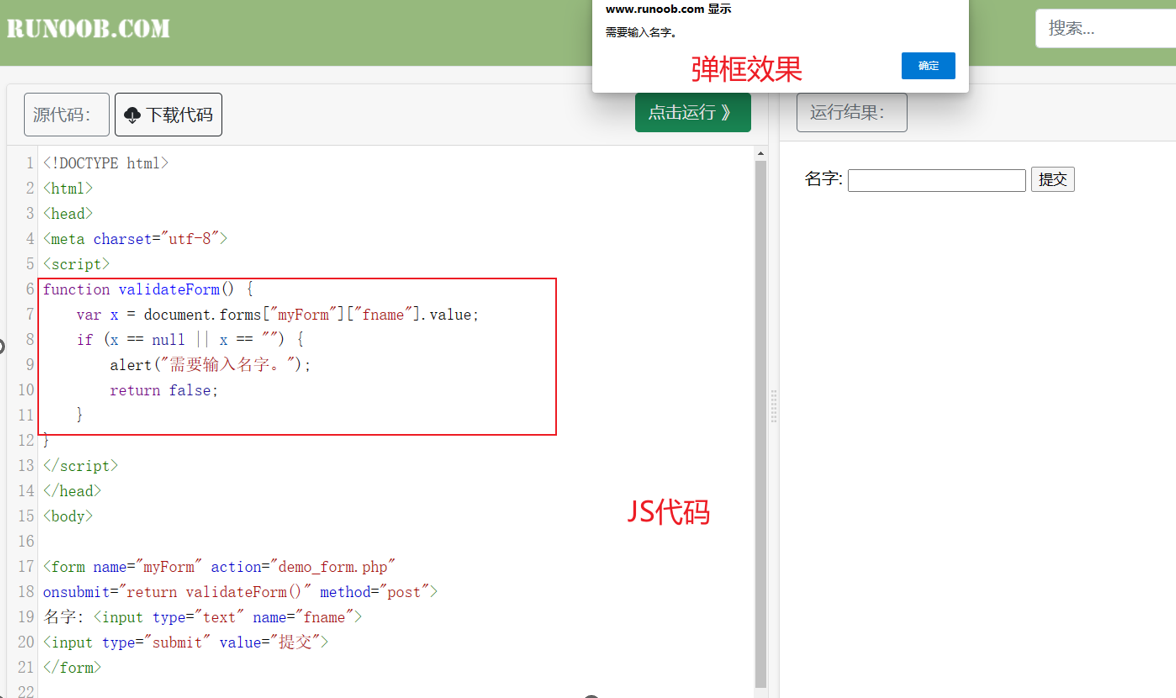 RUNOOB.COM
www.runoob.com 显示
需要输入名字。
弹框效果
确定
搜索...
源代码：
下载代码
点击运行 》
运行结果：
1 <!DOCTYPE html>
2 <html>
3 <head>
4 <meta charset="utf-8">
5 <script>
6 function validateForm() {
7 var x = document.forms["myForm"]["fname"].value;
8 if (x == null || x == "") {
9 alert("需要输入名字。");
10 return false;
11 }
12 }
13 </script>
14 </head>
15 <body>
16
17 <form name="myForm" action="demo_form.php"
18 onsubmit="return validateForm()" method="post">
19 名字: <input type="text" name="fname">
20 <input type="submit" value="提交">
21 </form>
22
JS代码
名字:
提交